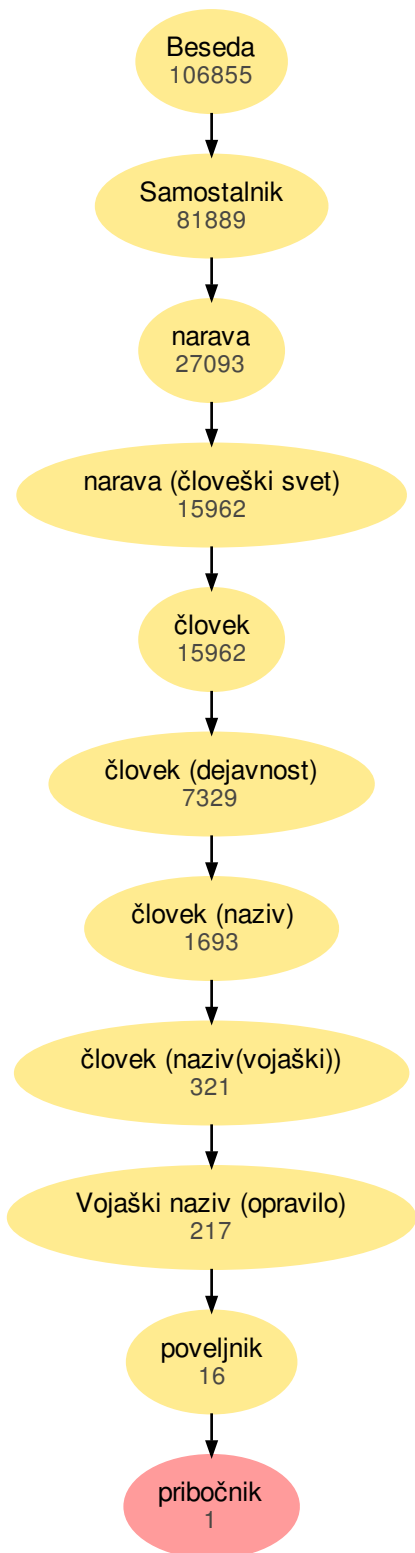 Beseda
106855
Samostalnik
81889
narava
27093
narava (človeški svet)
15962
človek
15962
človek (dejavnost)
7329
človek (naziv)
1693
človek (naziv(vojaški))
321
Vojaški naziv (opravilo)
217
poveljnik
16
pribočnik
1